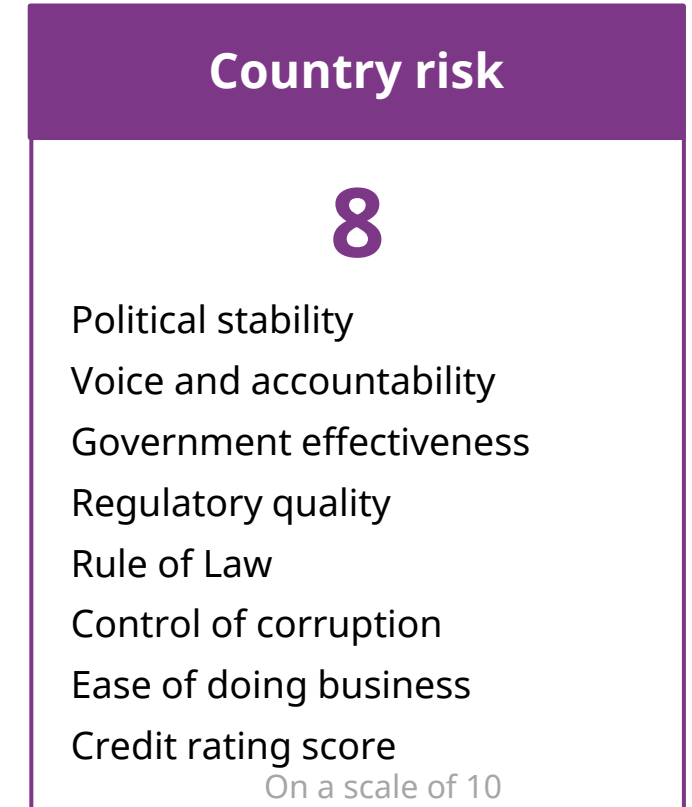 Country risk
8
Political stability
Voice and accountability
Government effectiveness
Regulatory quality
Rule of Law
Control of corruption
Ease of doing business
Credit rating score
On a scale of 10